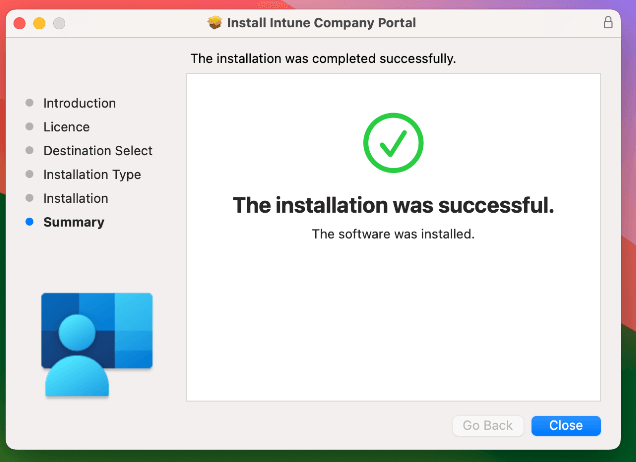 Install Intune Company Portal
The installation was completed successfully.
Introduction
Licence
Destination Select
Installation Type
Installation
Summary
The installation was successful.
The software was installed.
Go Back
Close